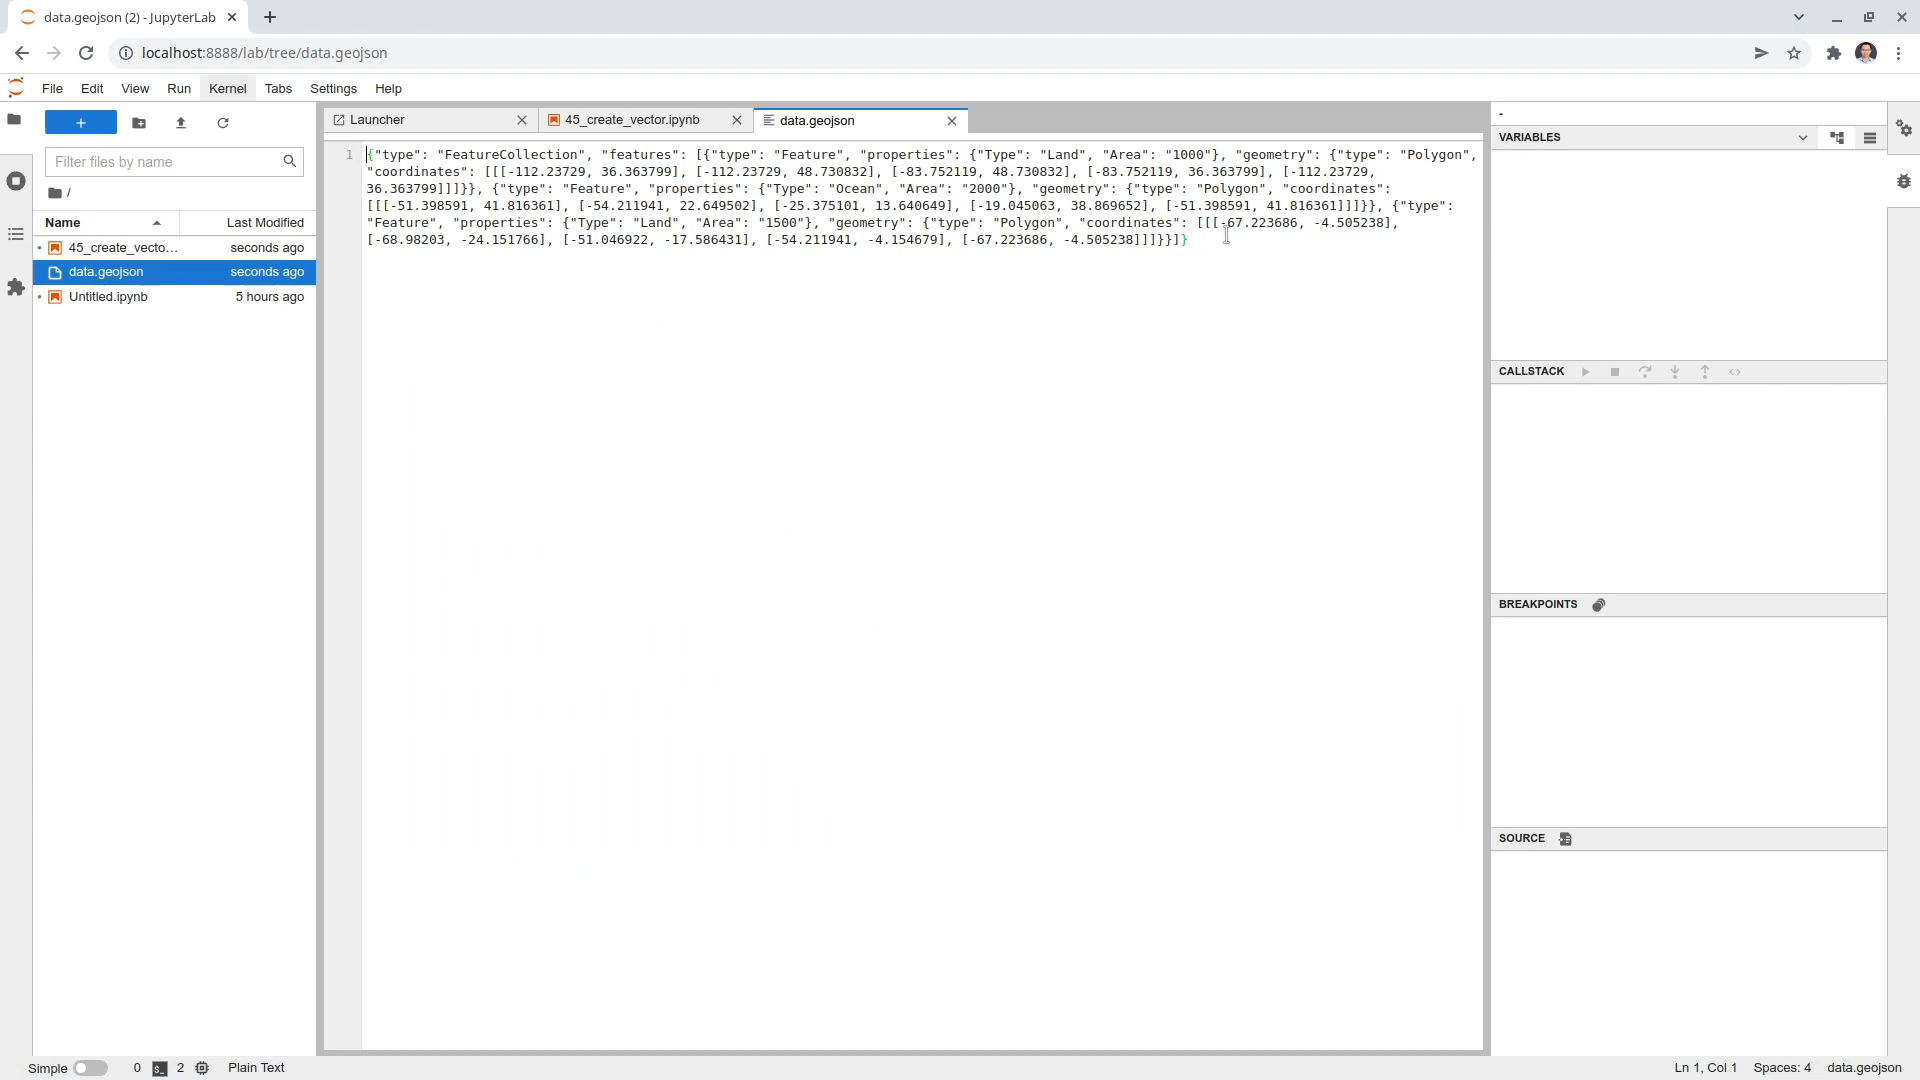 data.geojson (2) - JupyterLab
localhost:8888/lab/tree/data.geojson
File Edit View Run Kernel Tabs Settings Help
Launcher
45_create_vector.ipynb
data.geojson
Filter files by name
/
Name Last Modified
45_create_vecto... seconds ago
data.geojson seconds ago
Untitled.ipynb 5 hours ago
1
{"type": "FeatureCollection", "features": [{"type": "Feature", "properties": {"Type": "Land", "Area": "1000"}, "geometry": {"type": "Polygon",
"coordinates": [[[-112.23729, 36.363799], [-112.23729, 48.730832], [-83.752119, 48.730832], [-83.752119, 36.363799], [-112.23729,
36.363799]]]}}, {"type": "Feature", "properties": {"Type": "Ocean", "Area": "2000"}, "geometry": {"type": "Polygon", "coordinates":
[[[-51.398591, 41.816361], [-54.211941, 22.649502], [-25.375101, 13.640649], [-19.045063, 38.869652], [-51.398591, 41.816361]]]}}, {"type":
"Feature", "properties": {"Type": "Land", "Area": "1500"}, "geometry": {"type": "Polygon", "coordinates": [[[-67.223686, -4.505238],
[-68.98203, -24.151766], [-51.046922, -17.586431], [-54.211941, -4.154679], [-67.223686, -4.505238]]]}}]}
-
VARIABLES
CALLSTACK
BREAKPOINTS
SOURCE
Simple 0 2 Plain Text
Ln 1, Col 1 Spaces: 4 data.geojson